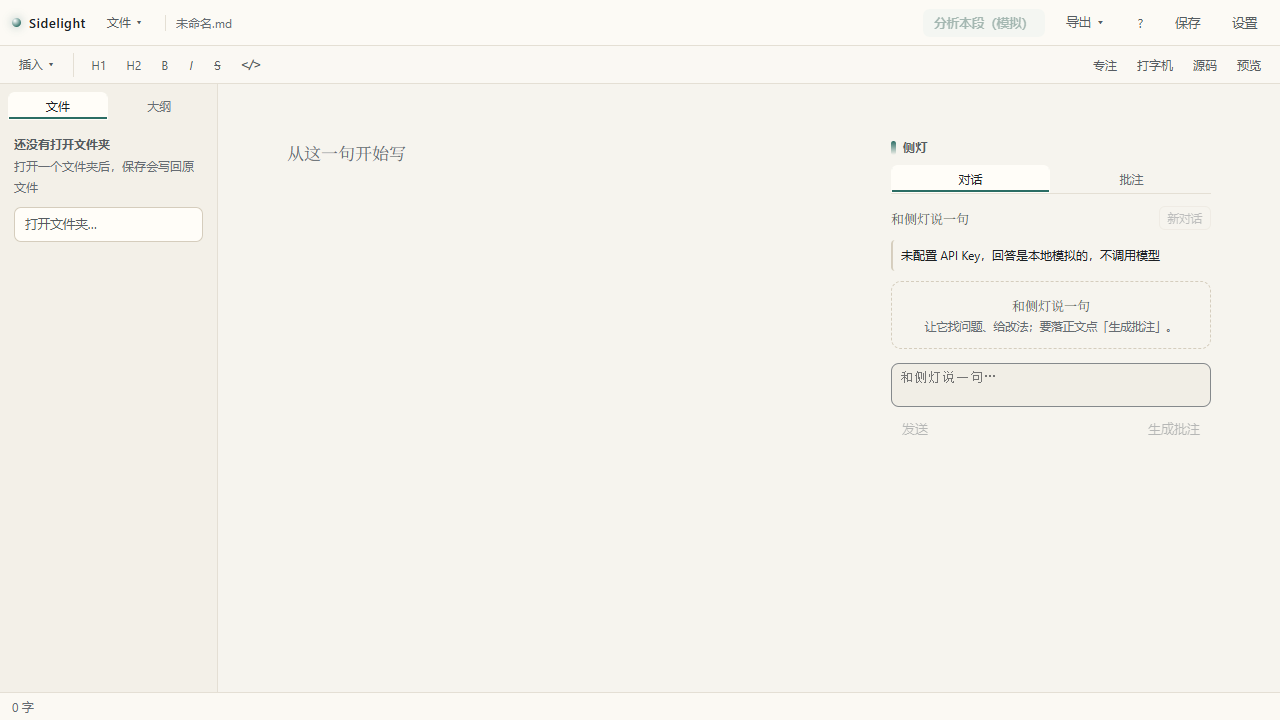 Sidelight 文件 ▾ 未命名.md 分析本段（模拟） 导出 ▾ ? 保存 设置
插入 ▾ H1 H2 B I S </> 专注 打字机 源码 预览
文件 大纲
还没有打开文件夹
打开一个文件夹后，保存会写回原
文件
打开文件夹...
从这一句开始写
侧灯
对话 批注
和侧灯说一句 新对话
未配置 API Key，回答是本地模拟的，不调用模型
和侧灯说一句
让它找问题、给改法；要落正文点「生成批注」。
和侧灯说一句…
发送 生成批注
0 字